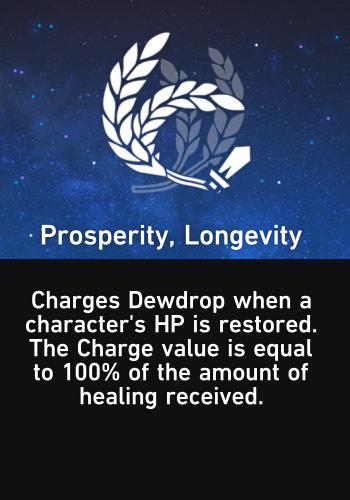 Prosperity, Longevity
Charges Dewdrop when a
character's HP is restored.
The Charge value is equal
to 100% of the amount of
healing received.